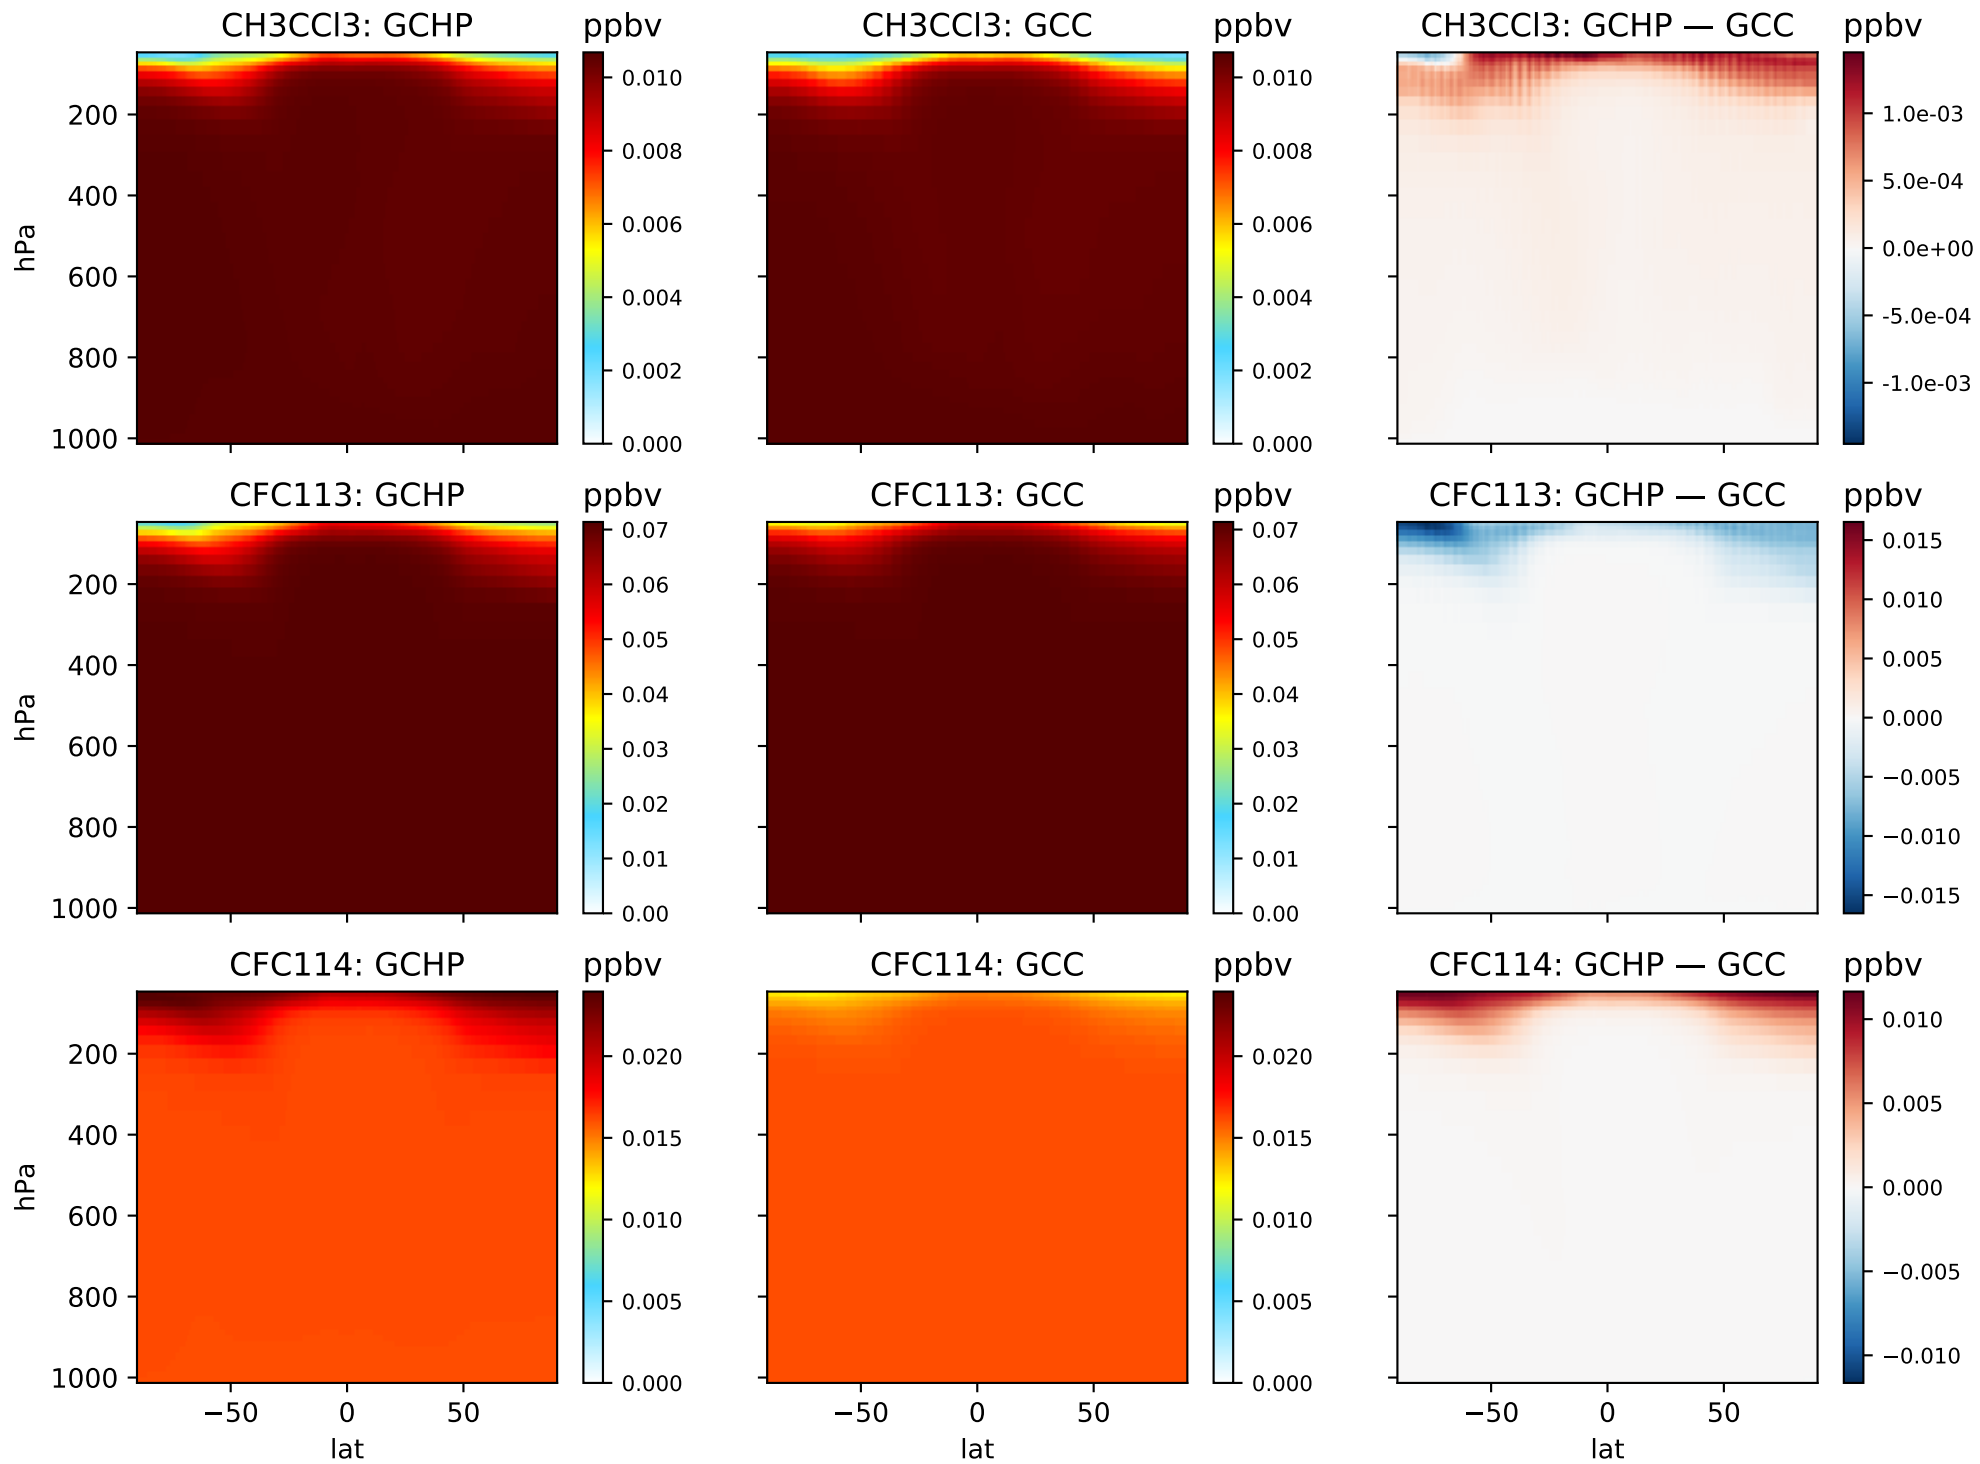 CH3CCl3: GCHP
ppbv
CH3CCl3: GCC
ppbv
CH3CCl3: GCHP — GCC
ppbv
hPa
200
400
600
800
1000
0.010
0.008
0.006
0.004
0.002
0.000
0.010
0.008
0.006
0.004
0.002
0.000
1.0e-03
5.0e-04
0.0e+00
-5.0e-04
-1.0e-03
CFC113: GCHP
ppbv
CFC113: GCC
ppbv
CFC113: GCHP — GCC
ppbv
hPa
200
400
600
800
1000
0.07
0.06
0.05
0.04
0.03
0.02
0.01
0.00
0.07
0.06
0.05
0.04
0.03
0.02
0.01
0.00
0.015
0.010
0.005
0.000
−0.005
−0.010
−0.015
CFC114: GCHP
ppbv
CFC114: GCC
ppbv
CFC114: GCHP — GCC
ppbv
hPa
200
400
600
800
1000
0.020
0.015
0.010
0.005
0.000
0.020
0.015
0.010
0.005
0.000
0.010
0.005
0.000
−0.005
−0.010
−50 0 50
lat
−50 0 50
lat
−50 0 50
lat